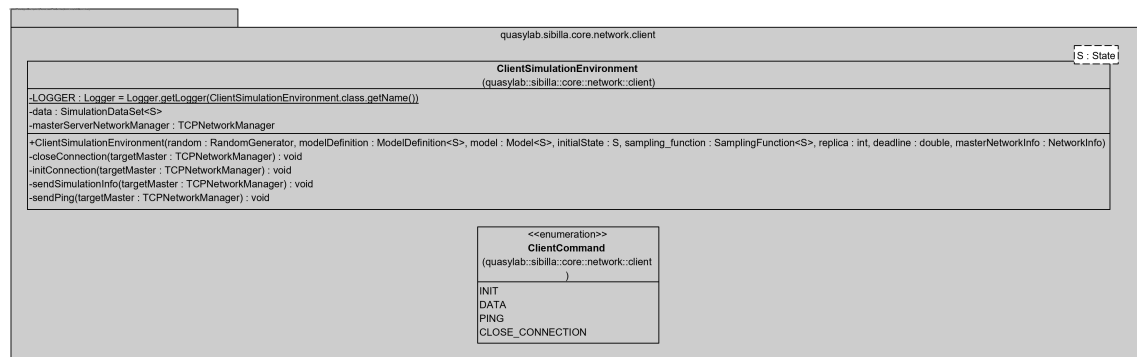 quasylab.sibilla.core.network.client
S : State
ClientSimulationEnvironment
(quasylab::sibilla::core::network::client)
-LOGGER : Logger = Logger.getLogger(ClientSimulationEnvironment.class.getName())
-data : SimulationDataSet<S>
-masterServerNetworkManager : TCPNetworkManager
+ClientSimulationEnvironment(random : RandomGenerator, modelDefinition : ModelDefinition<S>, model : Model<S>, initialState : S, sampling_function : SamplingFunction<S>, replica : int, deadline : double, masterNetworkInfo : NetworkInfo)
-closeConnection(targetMaster : TCPNetworkManager) : void
-initConnection(targetMaster : TCPNetworkManager) : void
-sendSimulationInfo(targetMaster : TCPNetworkManager) : void
-sendPing(targetMaster : TCPNetworkManager) : void
<<enumeration>>
ClientCommand
(quasylab::sibilla::core::network::client
)
INIT
DATA
PING
CLOSE_CONNECTION